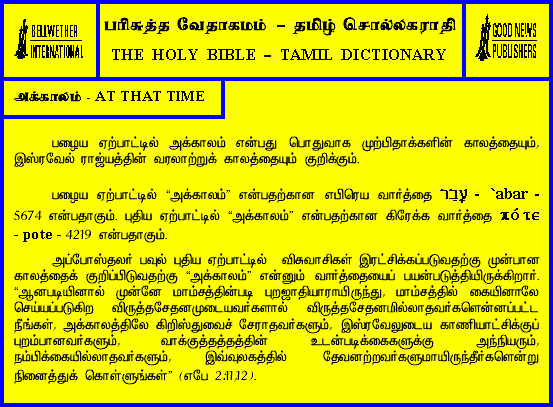 BELLWETHER
INTERNATIONAL
பரிசுத்த வேதாகமம் – தமிழ் சொல்லகராதி
THE HOLY BIBLE – TAMIL DICTIONARY
GOOD NEWS
PUBLISHERS
அக்காலம் - AT THAT TIME
பழைய ஏற்பாட்டில் அக்காலம் என்பது பொதுவாக முற்பிதாக்களின் காலத்தையும்,
இஸ்ரவேல் ராஜ்யத்தின் வரலாற்றுக் காலத்தையும் குறிக்கும்.
பழைய ஏற்பாட்டில் “அக்காலம்” என்பதற்கான எபிரெய வார்த்தை עָבַר - `abar -
5674 என்பதாகும். புதிய ஏற்பாட்டில் “அக்காலம்” என்பதற்கான கிரேக்க வார்த்தை πότε
- pote - 4219 என்பதாகும்.
அப்போஸ்தலர் பவுல் புதிய ஏற்பாட்டில் விசுவாசிகள் இரட்சிக்கப்படுவதற்கு முன்பான
காலத்தைக் குறிப்பிடுவதற்கு “அக்காலம்” என்னும் வார்த்தையைப் பயன்படுத்தியிருக்கிறார்.
“ஆனபடியினால் முன்னே மாம்சத்தின்படி புறஜாதியாராயிருந்து, மாம்சத்தில் கையினாலே
செய்யப்படுகிற விருத்தசேதனமுடையவர்களால் விருத்தசேதனமில்லாதவர்களென்னப்பட்ட
நீங்கள், அக்காலத்திலே கிறிஸ்துவைச் சேராதவர்களும், இஸ்ரவேலுடைய காணியாட்சிக்குப்
புறம்பானவர்களும், வாக்குத்தத்தத்தின் உடன்படிக்கைகளுக்கு அந்நியரும்,
நம்பிக்கையில்லாதவர்களும், இவ்வுலகத்தில் தேவனற்றவர்களுமாயிருந்தீர்களென்று
நினைத்துக் கொள்ளுங்கள்” (எபே 2:11,12).